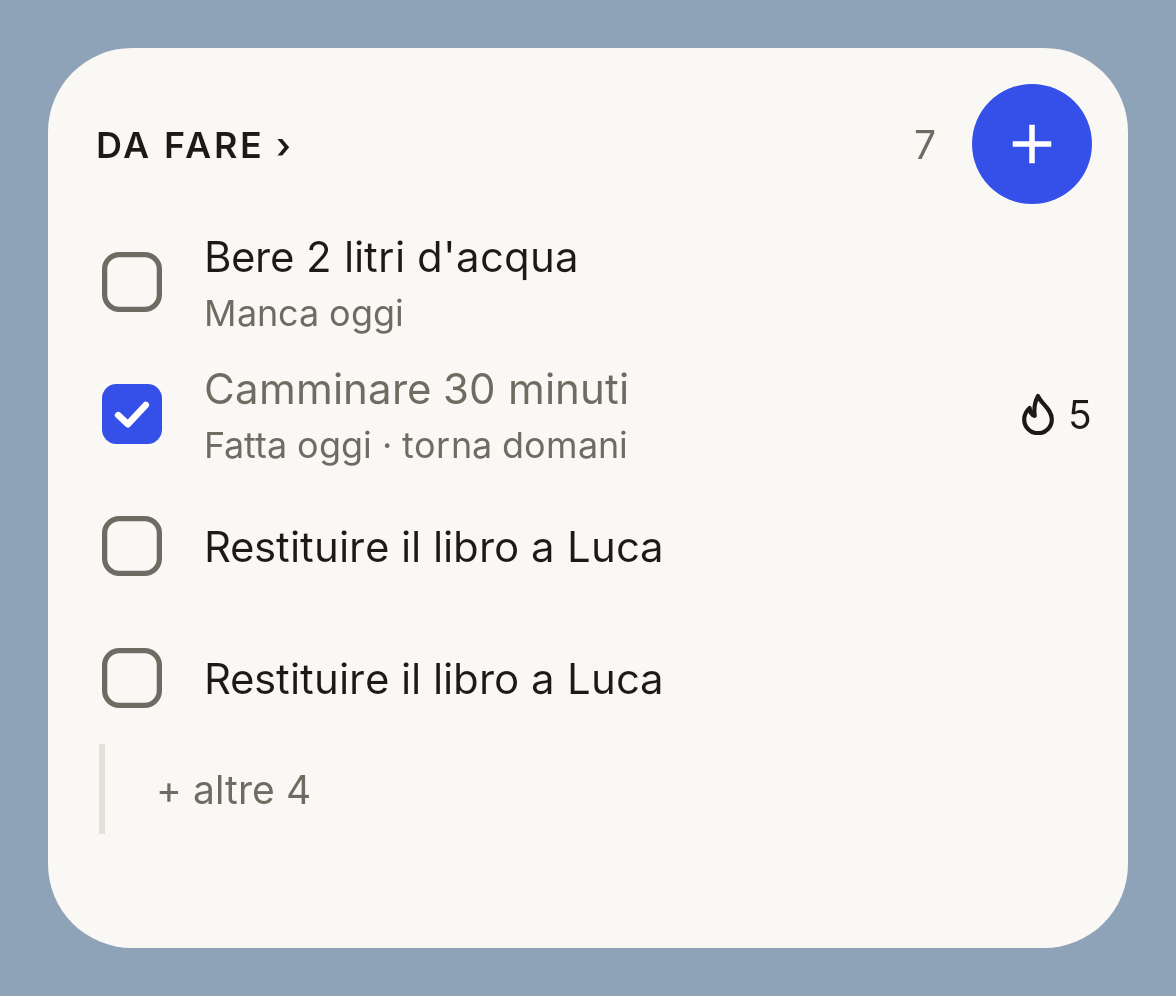 DA FARE ›
7
+
Bere 2 litri d'acqua
Manca oggi
Camminare 30 minuti
5
Fatta oggi · torna domani
Restituire il libro a Luca
Restituire il libro a Luca
+ altre 4